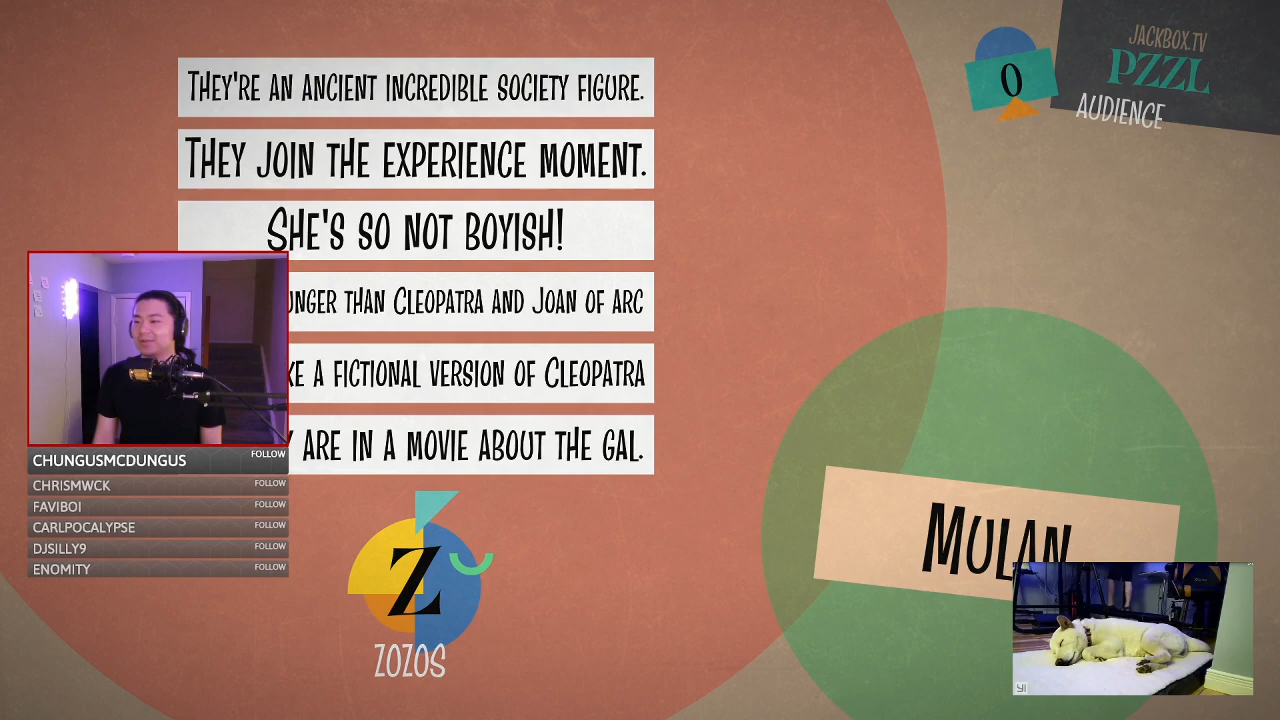 They're an ancient incredible society figure.
They join the experience moment.
She's so not boyish!
than Cleopatra and Joan of arc
a fictional version of Cleopatra
are in a movie about the gal.
JACKBOX.TV
PZZL
AUDIENCE
0
CHUNGUSMCDUNGUS FOLLOW
CHRISMWCK FOLLOW
FAVIBOI FOLLOW
CARLPOCALYPSE FOLLOW
DJSILLY9 FOLLOW
ENOMITY FOLLOW
Z
ZOZOS
Mulan
YI